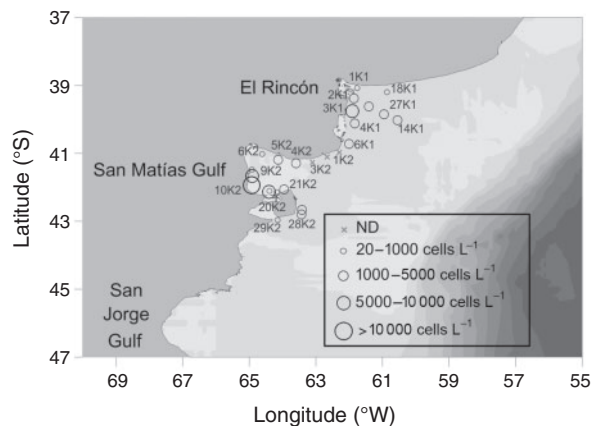 37
39
41
43
45
47
Latitude (°S)
El Rincón
1K1
2K1
18K1
3K1
27K1
4K1
14K1
6K1
San Matías Gulf
6K2
5K2
4K2
1K2
9K2
3K2
10K2
21K2
20K2
29K2
28K2
San
Jorge
Gulf
ND
20–1000 cells L⁻¹
1000–5000 cells L⁻¹
5000–10 000 cells L⁻¹
>10 000 cells L⁻¹
69 67 65 63 61 59 57 55
Longitude (°W)